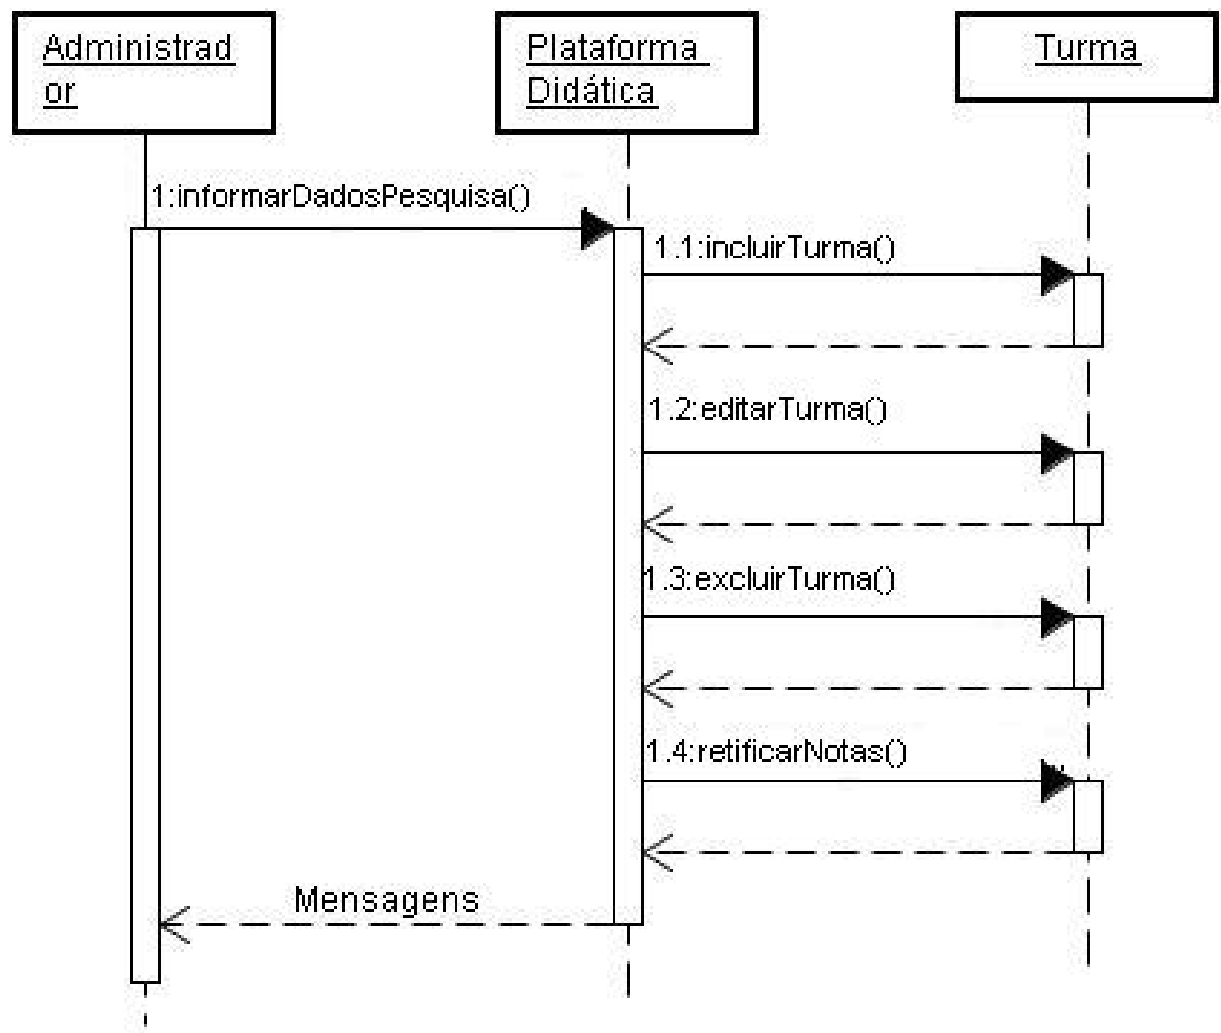 Administrad
or
Plataforma
Didática
Turma
1:informarDadosPesquisa()
1.1:incluirTurma()
1.2:editarTurma()
1.3:excluirTurma()
1.4:retificarNotas()
Mensagens